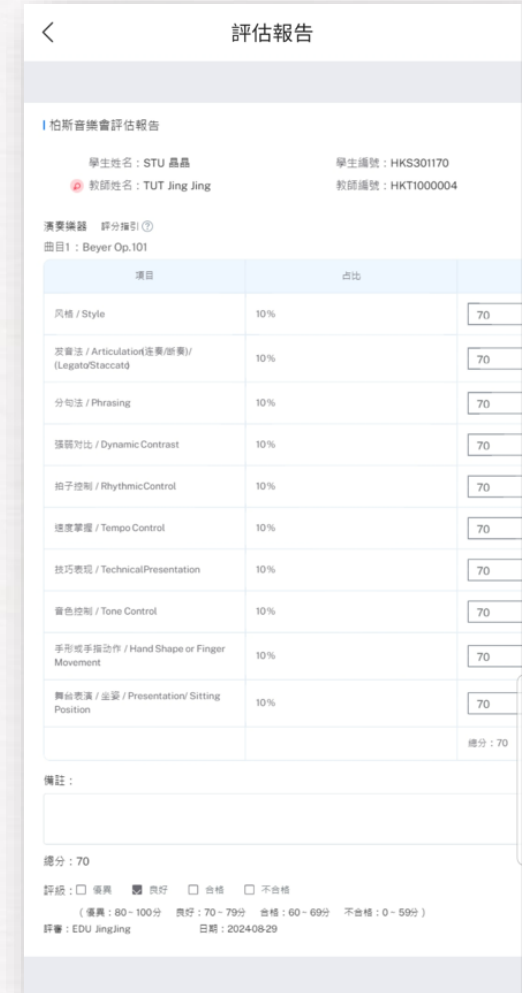 評估報告
柏斯音樂會評估報告
學生姓名：STU 晶晶 學生編號：HKS301170
教師姓名：TUT Jing Jing 教師編號：HKT1000004
演奏樂器 評分指引?
曲目1：Beyer Op.101
項目 占比
风格 / Style 10% 70
发音法 / Articulation(连奏/断奏)/
(Legato/Staccato) 10% 70
分句法 / Phrasing 10% 70
强弱对比 / Dynamic Contrast 10% 70
拍子控制 / RhythmicControl 10% 70
速度掌握 / Tempo Control 10% 70
技巧表现 / TechnicalPresentation 10% 70
音色控制 / Tone Control 10% 70
手形或手指动作 / Hand Shape or Finger
Movement 10% 70
舞台表演 / 坐姿 / Presentation/ Sitting
Position 10% 70
總分：70
備註：
總分：70
評級： 優異 良好 合格 不合格
（優異：80~100分 良好：70~79分 合格：60~69分 不合格：0~59分）
評審：EDU JingJing 日期：20240829